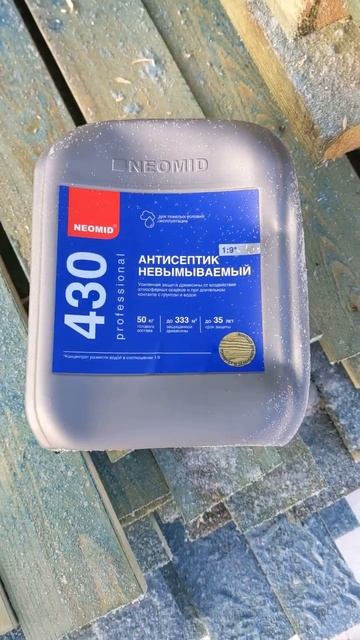 NEOMID
NEOMID
для тяжелых условий
эксплуатации
1:9*
АНТИСЕПТИК
НЕВЫМЫВАЕМЫЙ
430
professional
Усиленная защита древесины от воздействия
атмосферных осадков и при длительном
контакте с грунтом и водой
50 кг
готового
состава
до 333 м²
защищаемой
древесины
до 35 лет
срок защиты
*Концентрат развести водой в соотношении 1:9